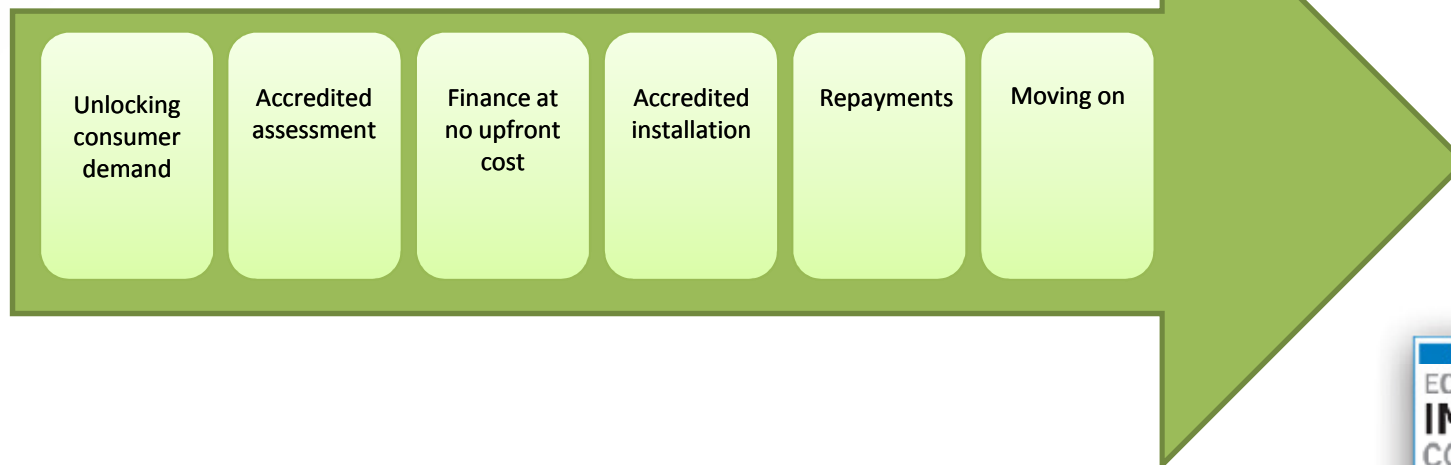 Unlocking
consumer
demand
Accredited
assessment
Finance at
no upfront
cost
Accredited
installation
Repayments
Moving on